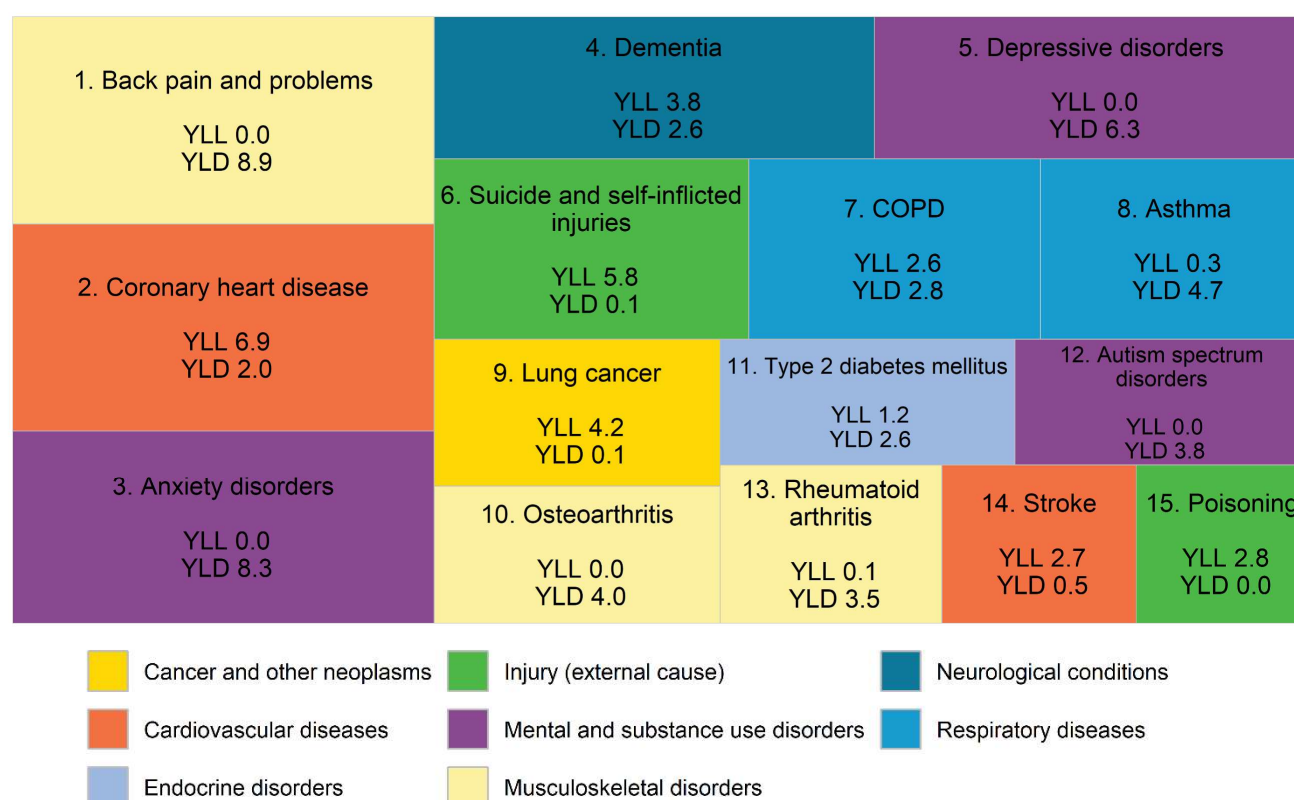 1. Back pain and problems
YLL 0.0
YLD 8.9
2. Coronary heart disease
YLL 6.9
YLD 2.0
3. Anxiety disorders
YLL 0.0
YLD 8.3
4. Dementia
YLL 3.8
YLD 2.6
5. Depressive disorders
YLL 0.0
YLD 6.3
6. Suicide and self-inflicted
injuries
YLL 5.8
YLD 0.1
7. COPD
YLL 2.6
YLD 2.8
8. Asthma
YLL 0.3
YLD 4.7
9. Lung cancer
YLL 4.2
YLD 0.1
10. Osteoarthritis
YLL 0.0
YLD 4.0
11. Type 2 diabetes mellitus
YLL 1.2
YLD 2.6
12. Autism spectrum
disorders
YLL 0.0
YLD 3.8
13. Rheumatoid
arthritis
YLL 0.1
YLD 3.5
14. Stroke
YLL 2.7
YLD 0.5
15. Poisoning
YLL 2.8
YLD 0.0
Cancer and other neoplasms
Injury (external cause)
Neurological conditions
Cardiovascular diseases
Mental and substance use disorders
Respiratory diseases
Endocrine disorders
Musculoskeletal disorders